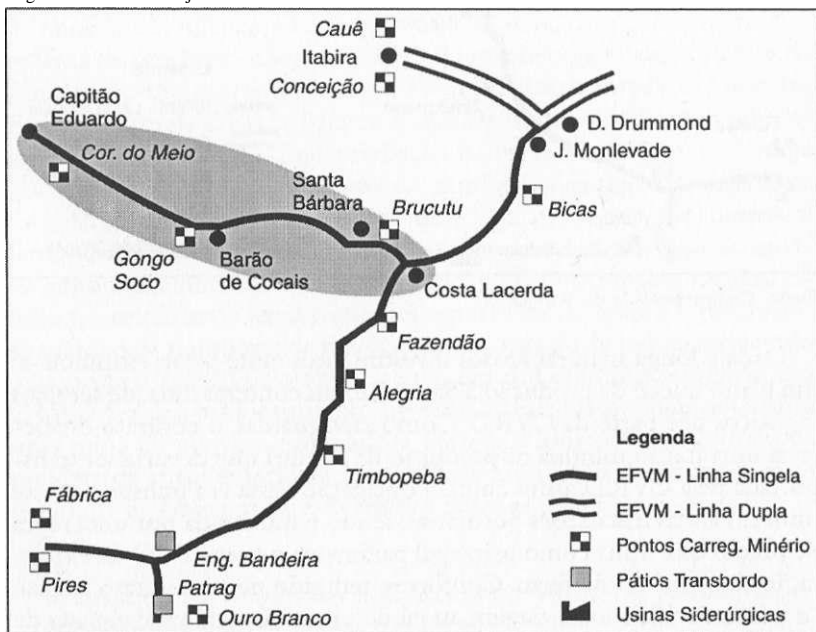 Cauê
Itabira
Conceição
Capitão
Eduardo
Cor. do Meio
D. Drummond
J. Monlevade
Santa
Bárbara
Brucutu
Bicas
Gongo
Soco
Barão
de Cocais
Costa Lacerda
Fazendão
Alegria
Timbopeba
Fábrica
Pires
Eng. Bandeira
Patrag
Ouro Branco
Legenda
EFVM - Linha Singela
EFVM - Linha Dupla
Pontos Carreg. Minério
Pátios Transbordo
Usinas Siderúrgicas